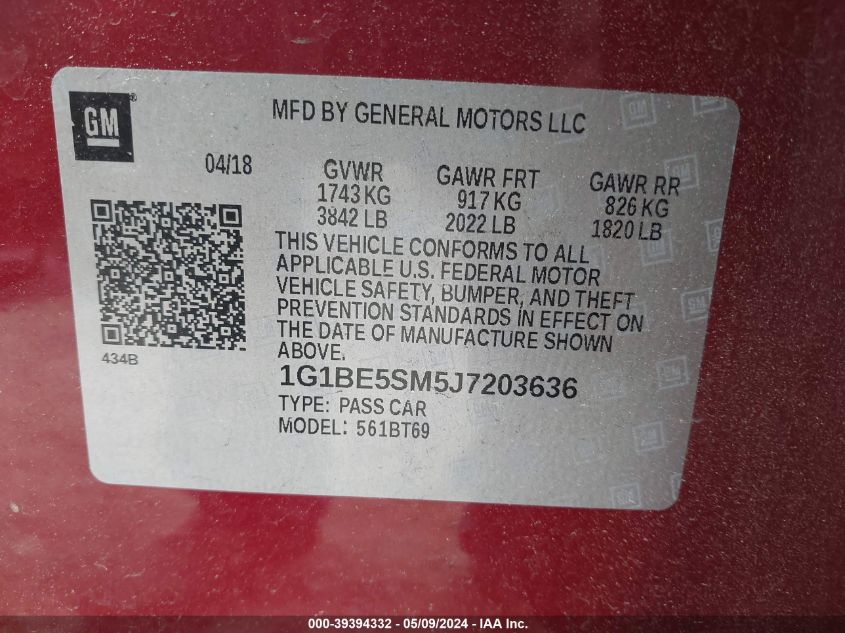 GM
®
MFD BY GENERAL MOTORS LLC
04/18
GVWR
1743 KG
3842 LB
GAWR FRT
917 KG
2022 LB
GAWR RR
826 KG
1820 LB
THIS VEHICLE CONFORMS TO ALL
APPLICABLE U.S. FEDERAL MOTOR
VEHICLE SAFETY, BUMPER, AND THEFT
PREVENTION STANDARDS IN EFFECT ON
THE DATE OF MANUFACTURE SHOWN
ABOVE.
434B
1G1BE5SM5J7203636
TYPE: PASS CAR
MODEL: 561BT69
000-39394332 - 05/09/2024 - IAA Inc.